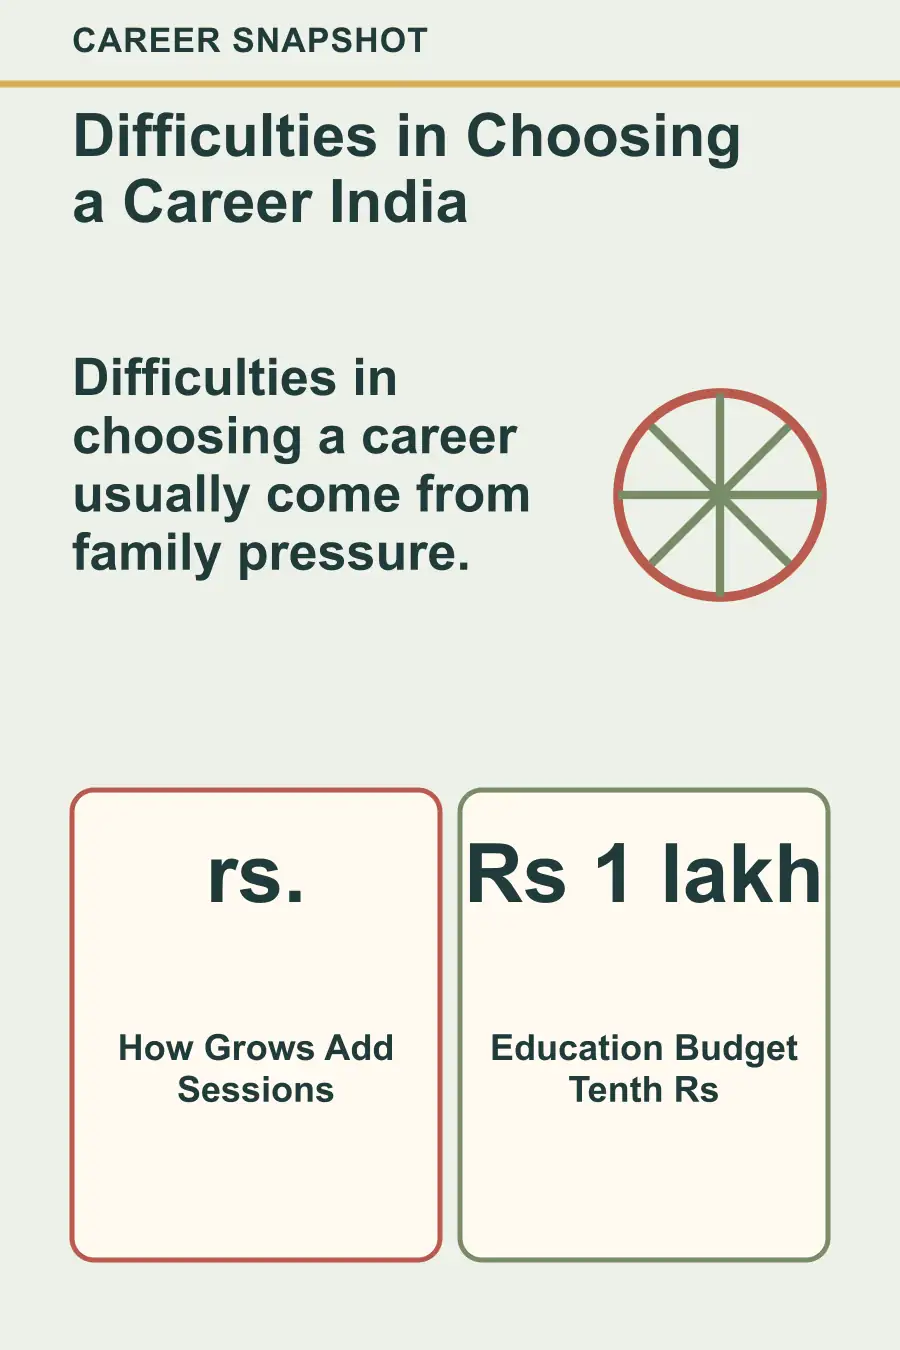 CAREER SNAPSHOT
Difficulties in Choosing
a Career India
Difficulties in
choosing a career
usually come from
family pressure.
rs.
How Grows Add
Sessions
Rs 1 lakh
Education Budget
Tenth Rs